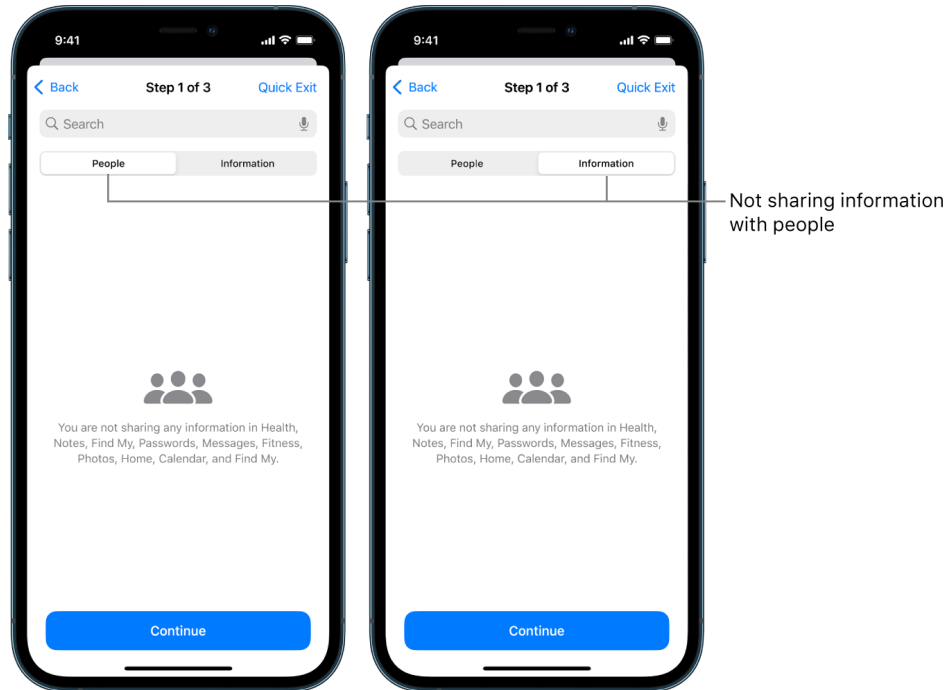 9:41
Back Step 1 of 3 Quick Exit
Search
People Information
You are not sharing any information in Health,
Notes, Find My, Passwords, Messages, Fitness,
Photos, Home, Calendar, and Find My.
Continue
9:41
Back Step 1 of 3 Quick Exit
Search
People Information
You are not sharing any information in Health,
Notes, Find My, Passwords, Messages, Fitness,
Photos, Home, Calendar, and Find My.
Continue
Not sharing information
with people